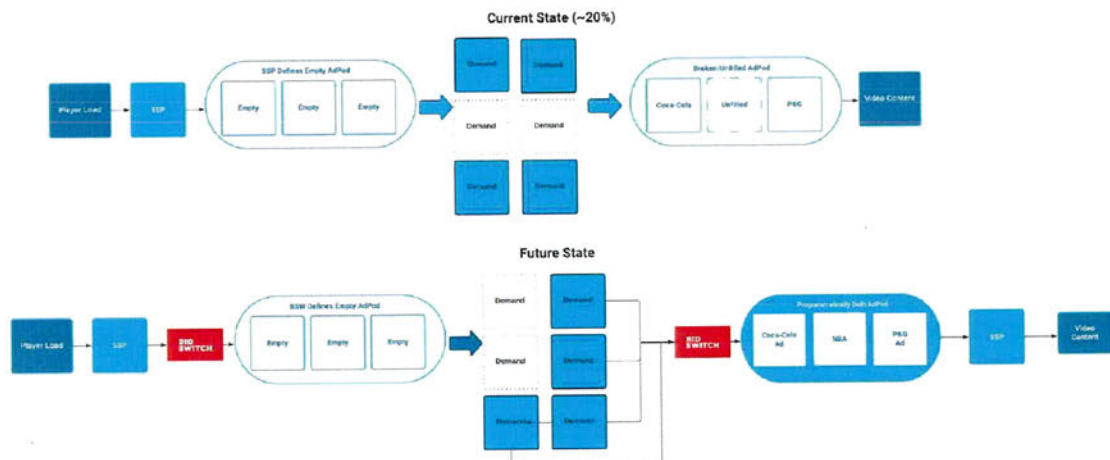 Current State (~20%)
SSP Defines Empty AdPod
Broken/Unfilled AdPod
Demand
Demand
Player Load
SSP
Empty
Empty
Empty
Demand
Demand
Coca-Cola
Unfilled
P&G
Video Content
Demand
Demand
Future State
BSW Defines Empty AdPod
Demand
Demand
Programmatically Built AdPod
Player Load
SSP
BID
SWITCH
Empty
Empty
Empty
Demand
Demand
BID
SWITCH
Coca-Cola
Ad
NBA
P&G
Ad
SSP
Video
Content
Demand